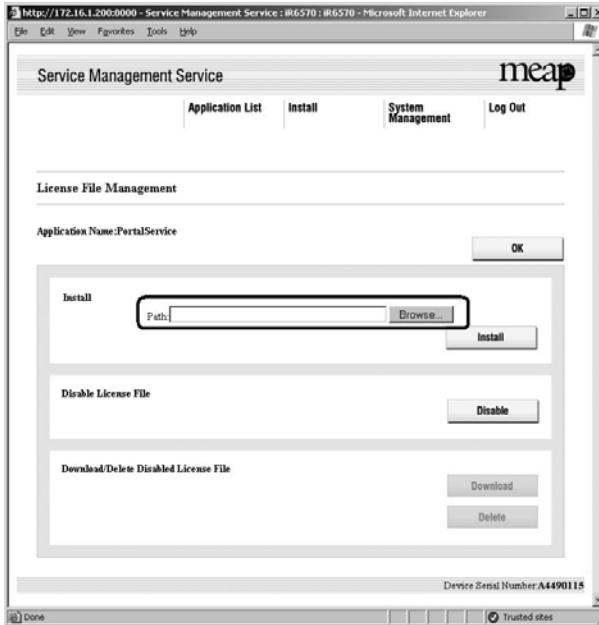 http://172.16.1.200:8000 - Service Management Service : iR6570 : iR6570 - Microsoft Internet Explorer
File Edit View Favorites Tools Help
Service Management Service
meap
Application List Install System Management Log Out
License File Management
Application Name:PortalService
OK
Install
Path: Browse...
Install
Disable License File
Disable
Download/Delete Disabled License File
Download
Delete
Device Serial Number:A4490115
Done Trusted sites